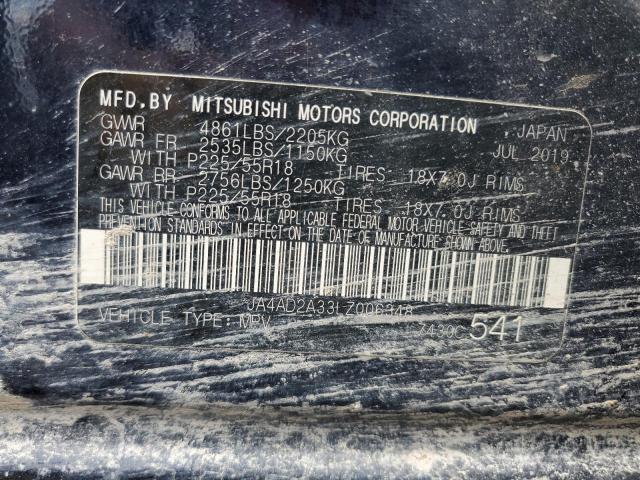 MFD.BY MITSUBISHI MOTORS CORPORATION JAPAN
GVWR 4861LBS/2205KG JUL 2019
GAWR FR 2535LBS/1150KG
WITH P225/55R18 TIRES 18X7.0J RIMS
GAWR RR 2756LBS/1250KG
WITH P225/55R18 TIRES 18X7.0J RIMS
THIS VEHICLE CONFORMS TO ALL APPLICABLE FEDERAL MOTOR VEHICLE SAFETY AND THEFT
PREVENTION STANDARDS IN EFFECT ON THE DATE OF MANUFACTURE SHOWN ABOVE.
JA4AD2A33LZ006348
VEHICLE TYPE: MPV 7430C 541